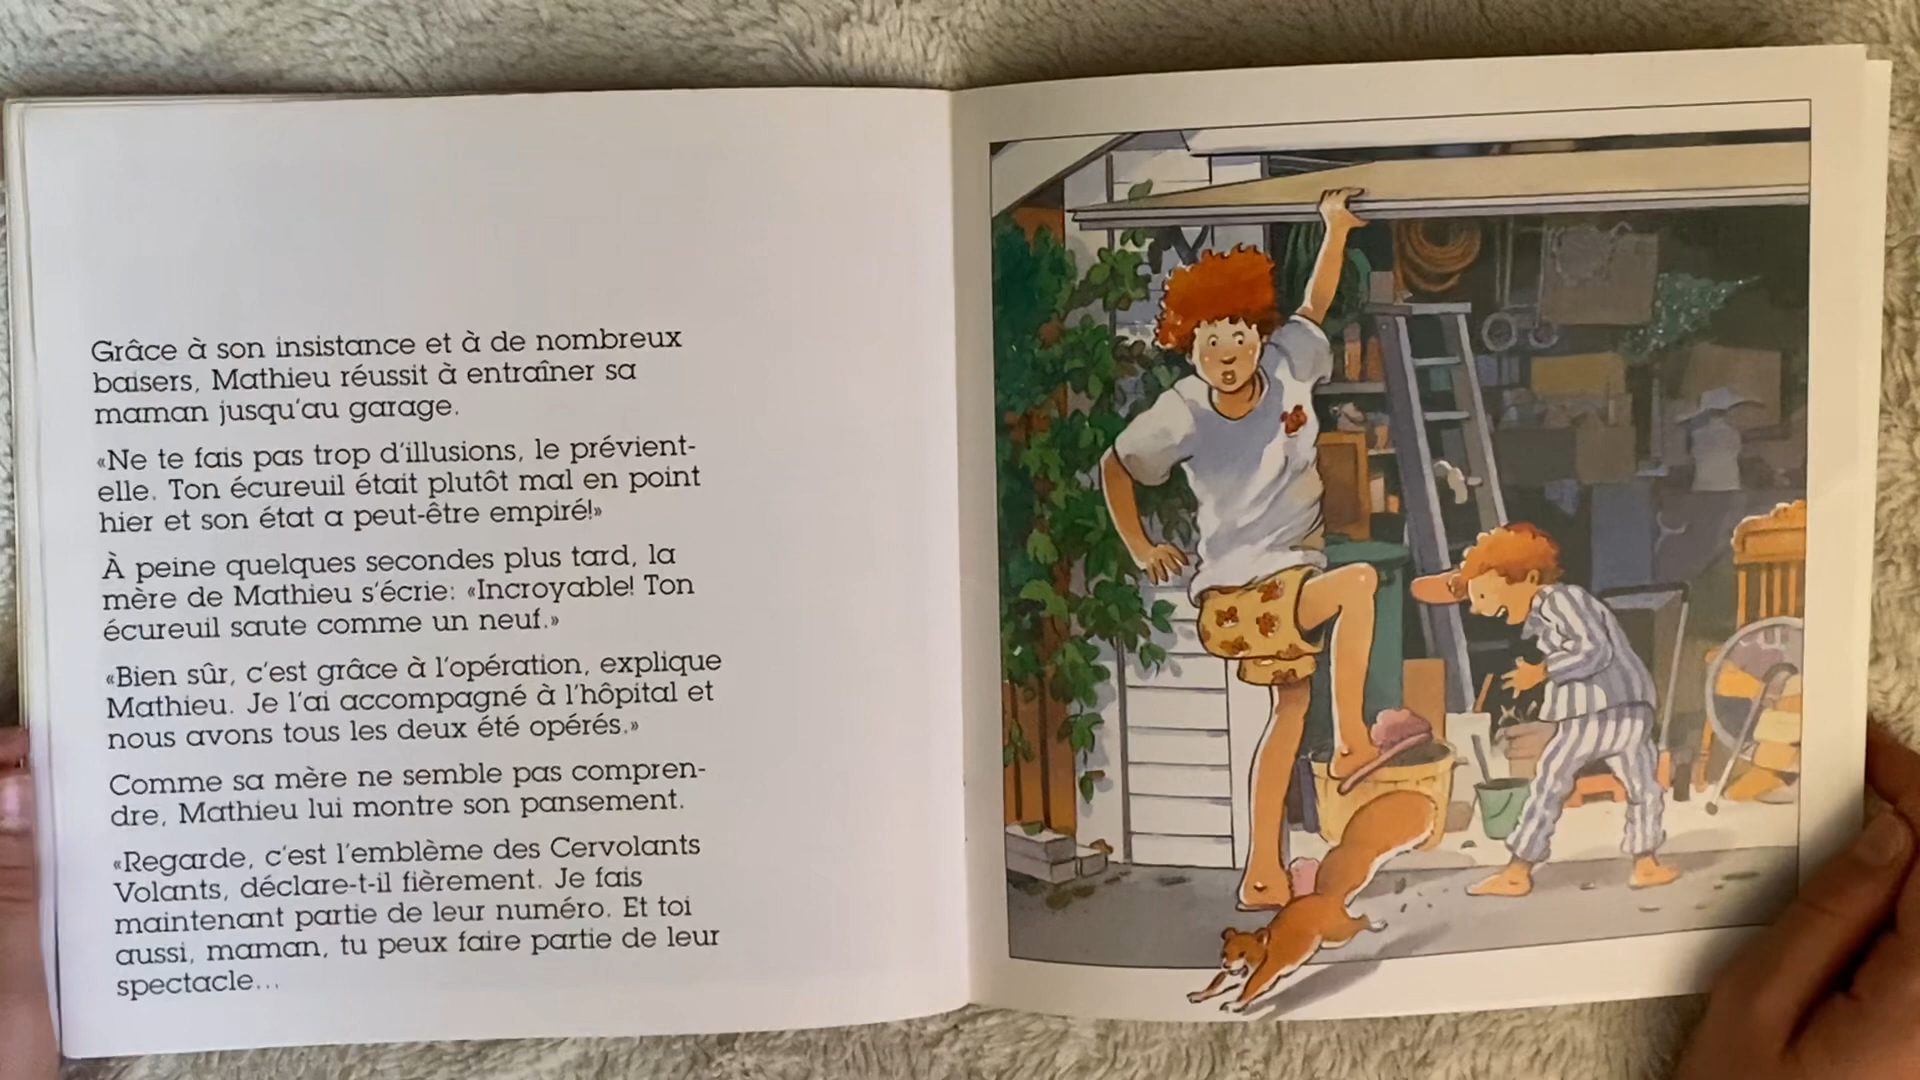 Grâce à son insistance et à de nombreux
baisers, Mathieu réussit à entraîner sa
maman jusqu'au garage.
«Ne te fais pas trop d'illusions, le prévient-
elle. Ton écureuil était plutôt mal en point
hier et son état a peut-être empiré!»
À peine quelques secondes plus tard, la
mère de Mathieu s'écrie: «Incroyable! Ton
écureuil saute comme un neuf.»
«Bien sûr, c'est grâce à l'opération, explique
Mathieu. Je l'ai accompagné à l'hôpital et
nous avons tous les deux été opérés.»
Comme sa mère ne semble pas compren-
dre, Mathieu lui montre son pansement.
«Regarde, c'est l'emblème des Cervolants
Volants, déclare-t-il fièrement. Je fais
maintenant partie de leur numéro. Et toi
aussi, maman, tu peux faire partie de leur
spectacle...